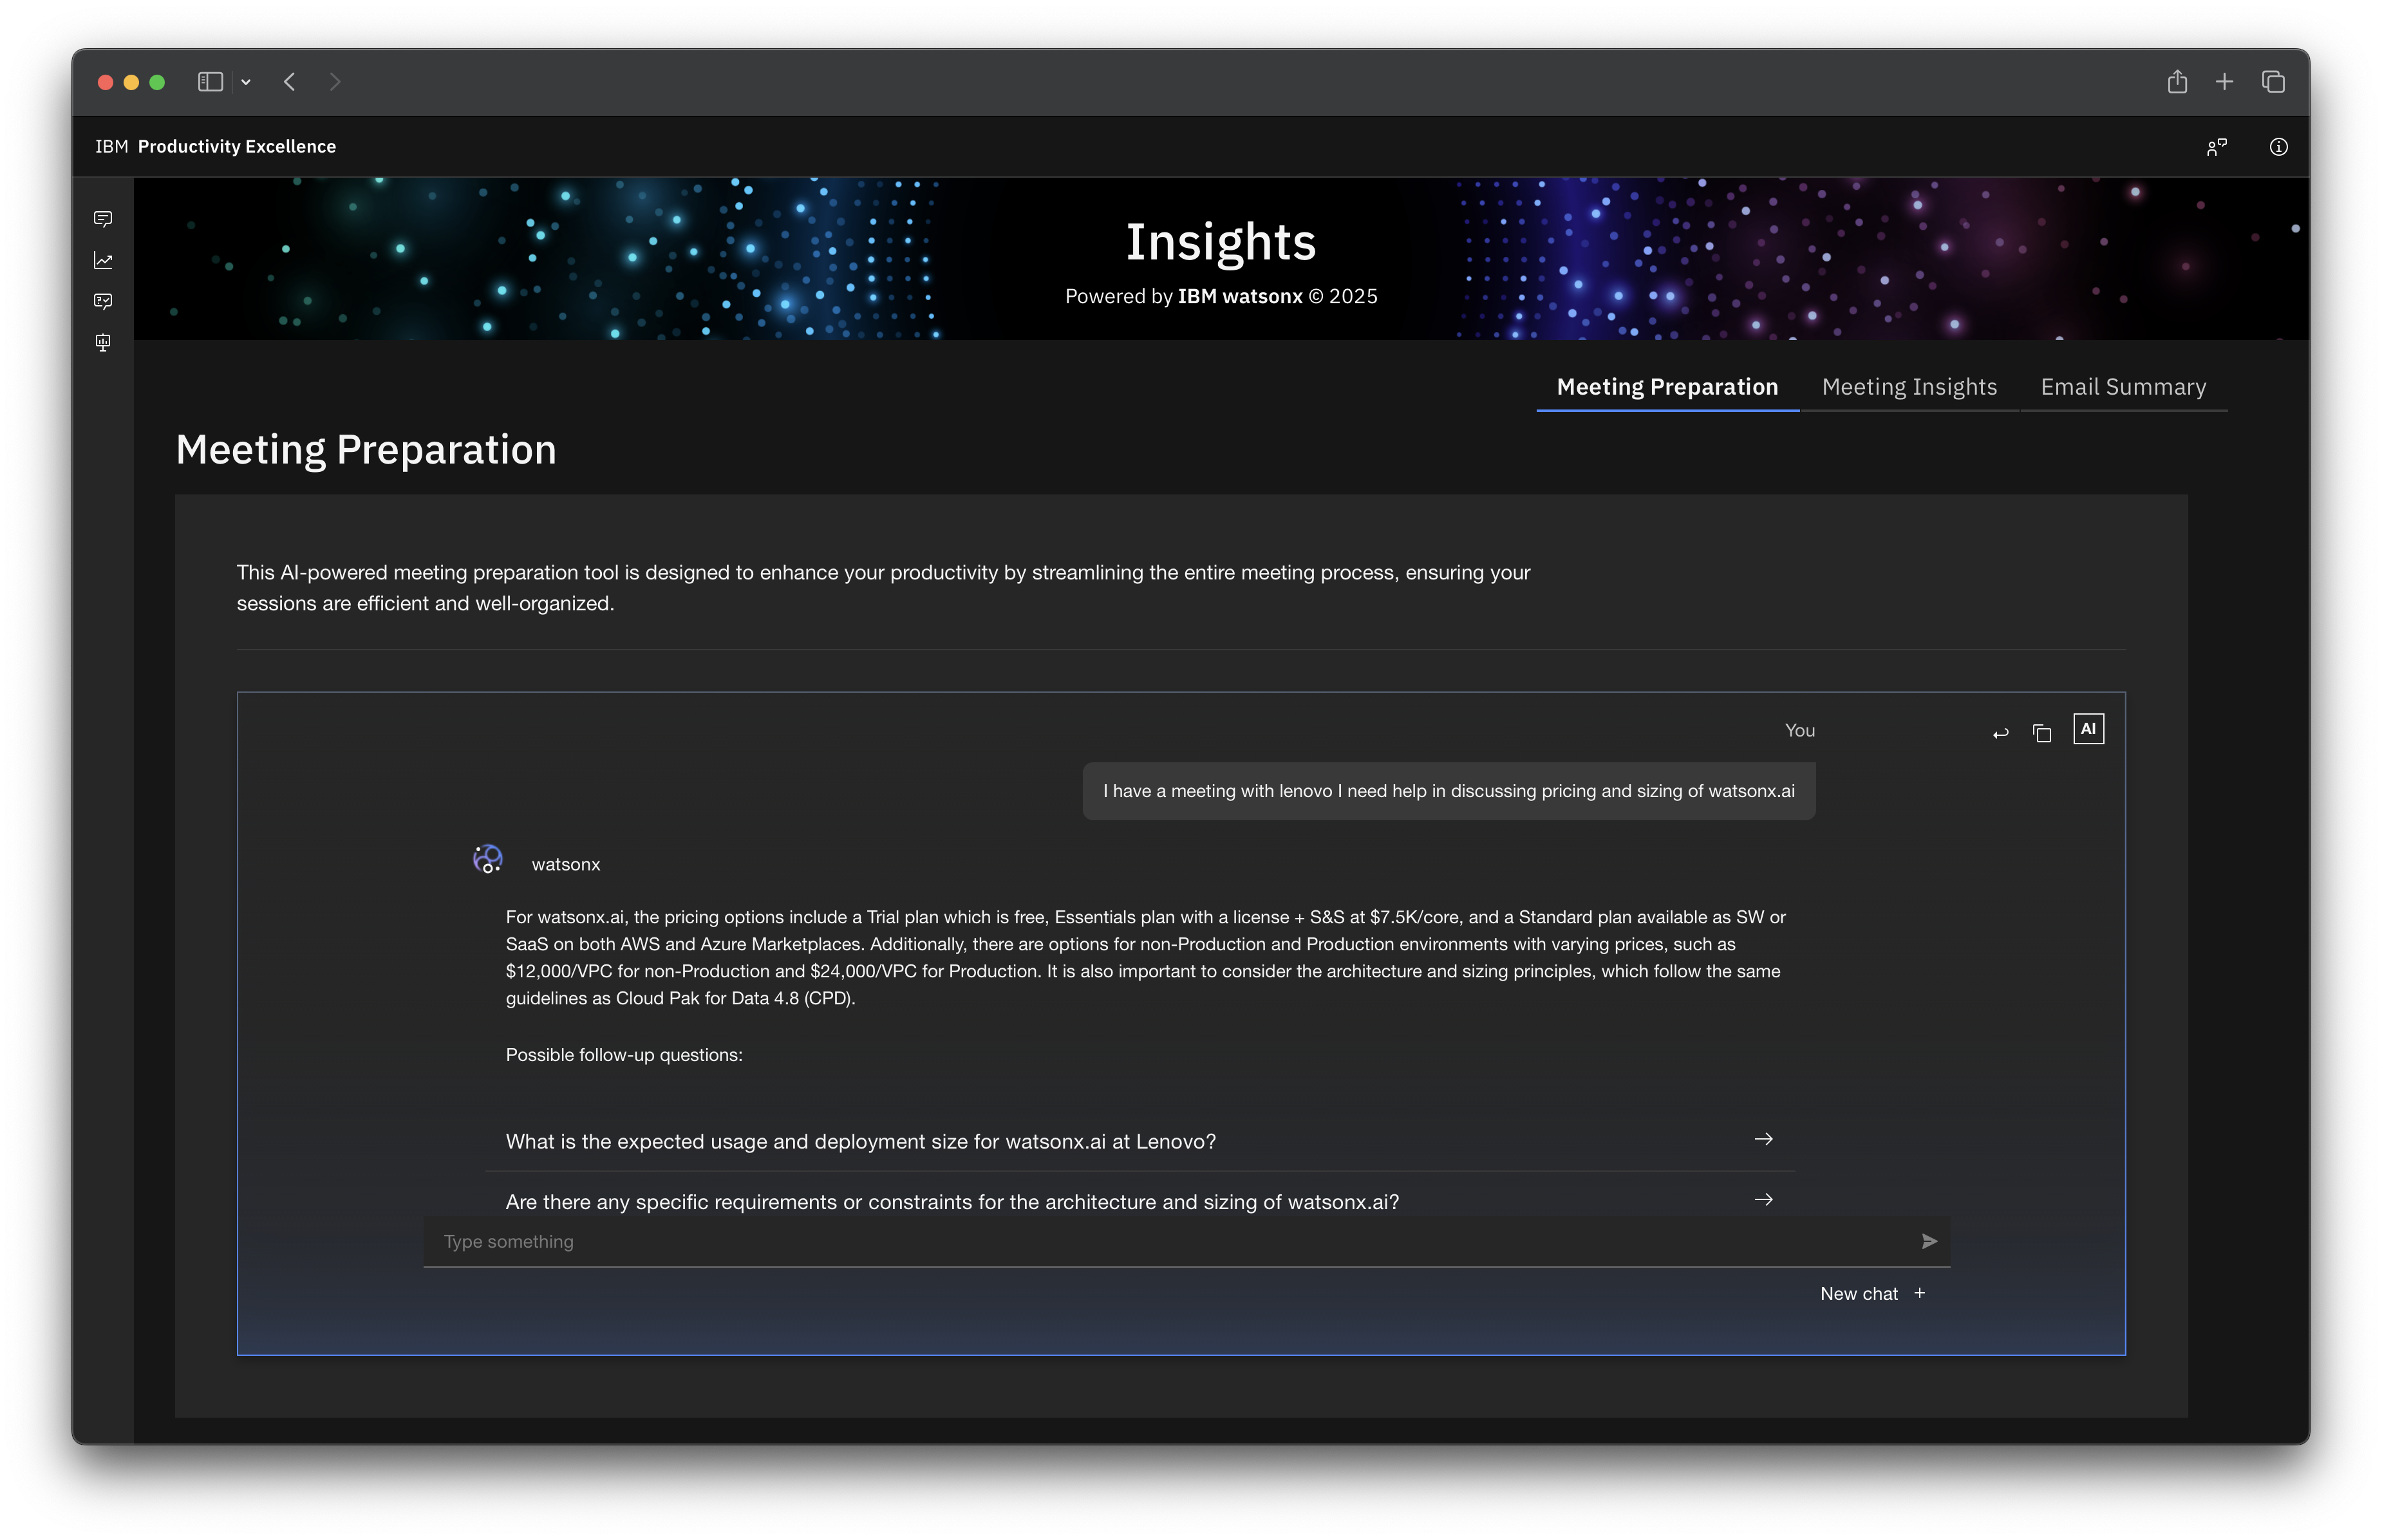 IBM Productivity Excellence
Insights
Powered by IBM watsonx © 2025
Meeting Preparation
Meeting Insights
Email Summary
Meeting Preparation
This AI-powered meeting preparation tool is designed to enhance your productivity by streamlining the entire meeting process, ensuring your
sessions are efficient and well-organized.
You
AI
I have a meeting with lenovo I need help in discussing pricing and sizing of watsonx.ai
watsonx
For watsonx.ai, the pricing options include a Trial plan which is free, Essentials plan with a license + S&S at $7.5K/core, and a Standard plan available as SW or
SaaS on both AWS and Azure Marketplaces. Additionally, there are options for non-Production and Production environments with varying prices, such as
$12,000/VPC for non-Production and $24,000/VPC for Production. It is also important to consider the architecture and sizing principles, which follow the same
guidelines as Cloud Pak for Data 4.8 (CPD).
Possible follow-up questions:
What is the expected usage and deployment size for watsonx.ai at Lenovo?
Are there any specific requirements or constraints for the architecture and sizing of watsonx.ai?
Type something
New chat +